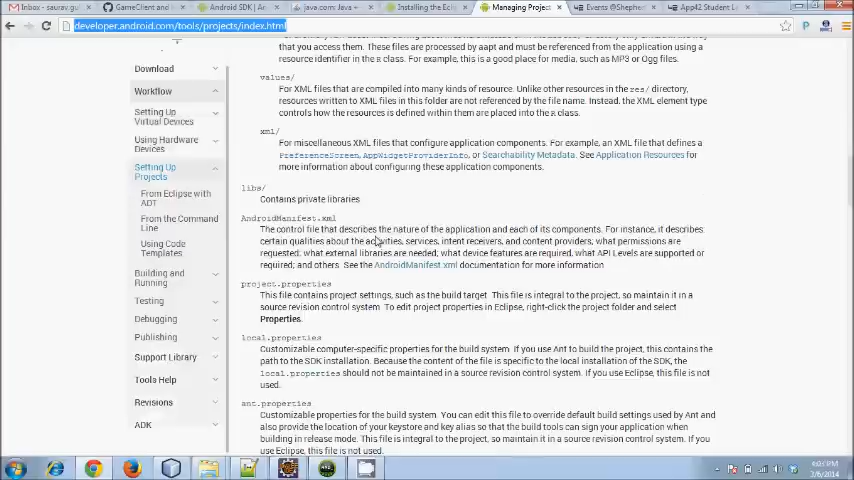 Inbox - saurav.gu
GameClient and
Android SDK | An
java.com: Java +
Installing the Ecl
Managing Project
Events @Shephe
App42 Student L
developer.android.com/tools/projects/index.html
you access them. These files are processed by aapt and must be referenced from the application using a
resource identifier in the R class. For example, this is a good place for media, such as MP3 or Ogg files.
values/
For XML files that are compiled into many kinds of resource. Unlike other resources in the res/ directory,
resources written to XML files in this folder are not referenced by the file name. Instead, the XML element type
controls how the resources is defined within them are placed into the R class.
xml/
For miscellaneous XML files that configure application components. For example, an XML file that defines a
PreferenceScreen, AppWidgetProviderInfo, or Searchability Metadata. See Application Resources for
more information about configuring these application components.
libs/
Contains private libraries
AndroidManifest.xml
The control file that describes the nature of the application and each of its components. For instance, it describes:
certain qualities about the activities, services, intent receivers, and content providers; what permissions are
requested; what external libraries are needed; what device features are required, what API Levels are supported or
required; and others. See the AndroidManifest.xml documentation for more information
project.properties
This file contains project settings, such as the build target. This file is integral to the project, so maintain it in a
source revision control system. To edit project properties in Eclipse, right-click the project folder and select
Properties.
local.properties
Customizable computer-specific properties for the build system. If you use Ant to build the project, this contains the
path to the SDK installation. Because the content of the file is specific to the local installation of the SDK, the
local.properties should not be maintained in a source revision control system. If you use Eclipse, this file is not
used.
ant.properties
Customizable properties for the build system. You can edit this file to override default build settings used by Ant and
also provide the location of your keystore and key alias so that the build tools can sign your application when
building in release mode. This file is integral to the project, so maintain it in a source revision control system. If you
use Eclipse, this file is not used.
Download
Workflow
Setting Up
Virtual Devices
Using Hardware
Devices
Setting Up
Projects
From Eclipse with
ADT
From the Command
Line
Using Code
Templates
Building and
Running
Testing
Debugging
Publishing
Support Library
Tools Help
Revisions
ADK
4:03 PM
2/6/2014